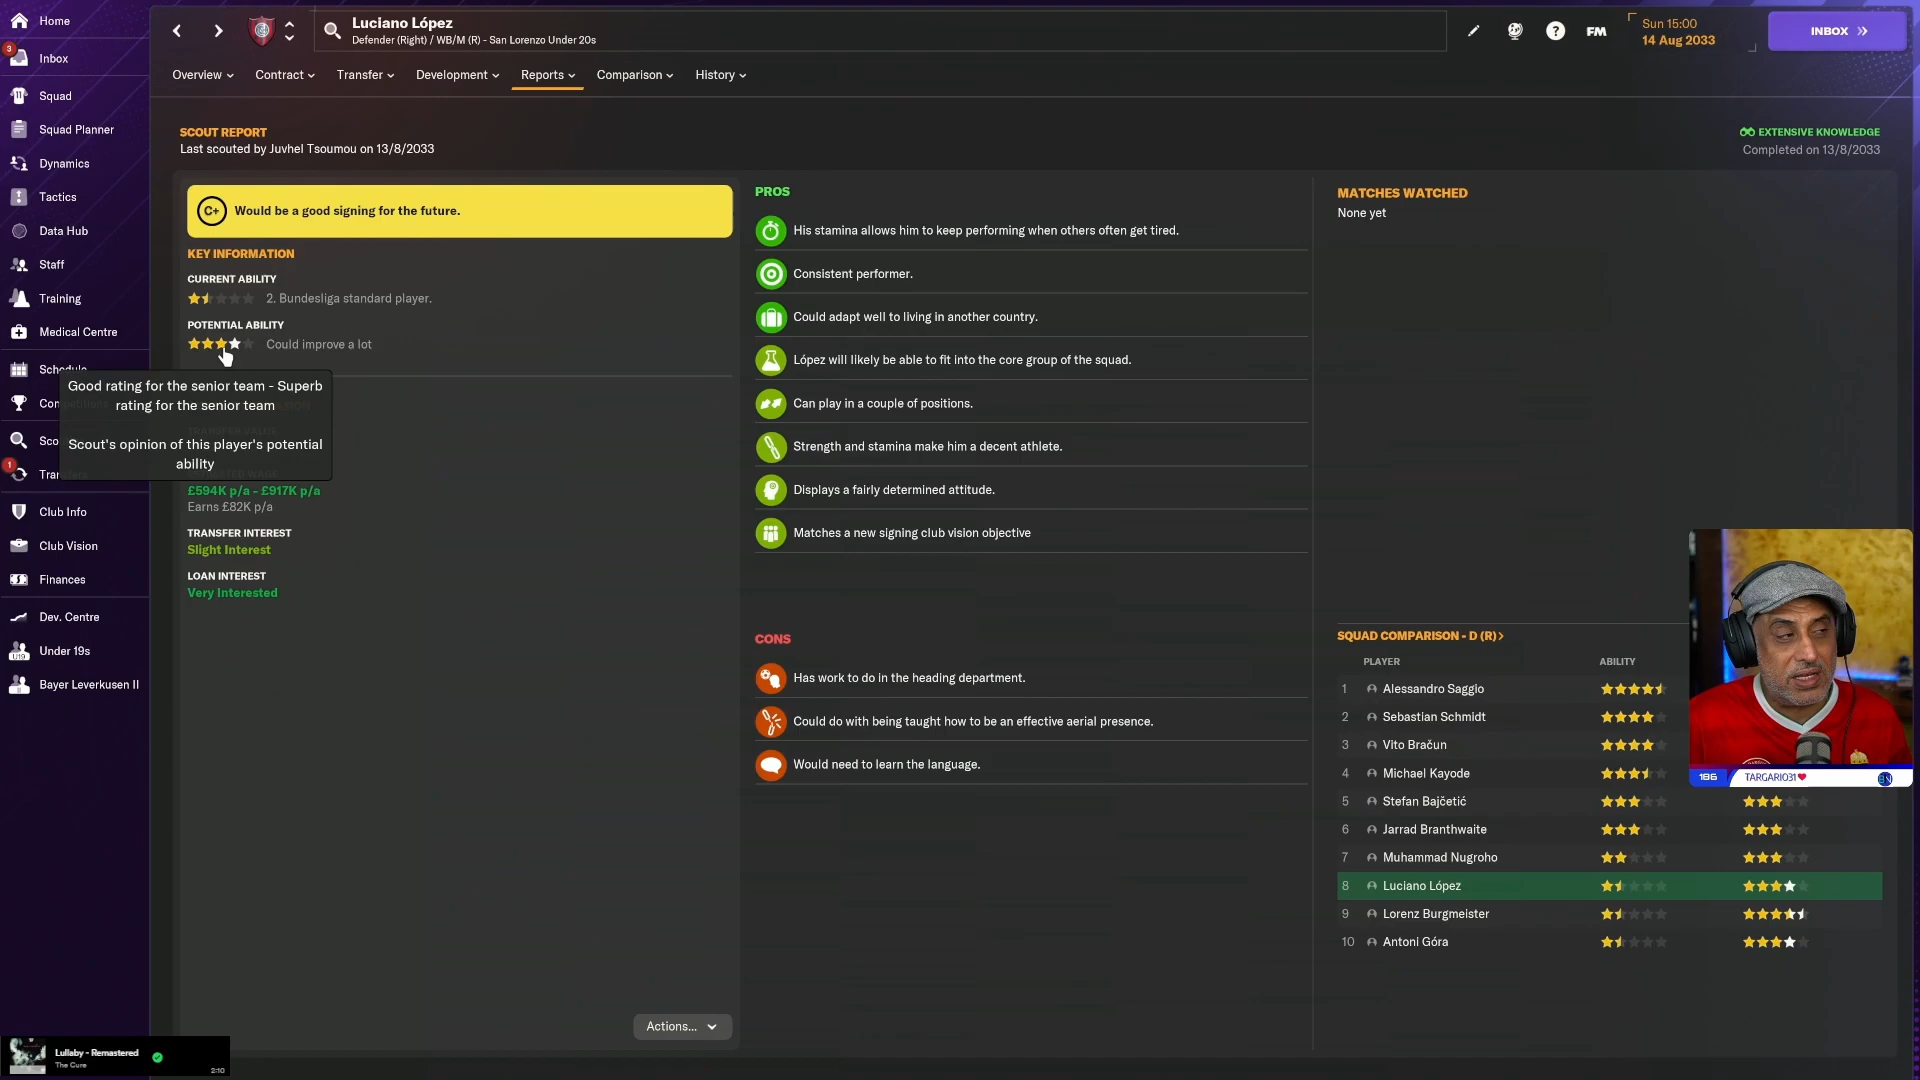 Home
Luciano López
Defender (Right) / WB/M (R) - San Lorenzo Under 20s
FM
Sun 15:00
14 Aug 2033
INBOX
3
Inbox
Overview
Contract
Transfer
Development
Reports
Comparison
History
Squad
Squad Planner
Dynamics
Tactics
Data Hub
Staff
Training
Medical Centre
Schedule
Sco
1
Club Info
Club Vision
Finances
Dev. Centre
Under 19s
Bayer Leverkusen II
SCOUT REPORT
Last scouted by Juvhel Tsoumou on 13/8/2033
EXTENSIVE KNOWLEDGE
Completed on 13/8/2033
C+
Would be a good signing for the future.
KEY INFORMATION
CURRENT ABILITY
2. Bundesliga standard player.
POTENTIAL ABILITY
Could improve a lot
Good rating for the senior team - Superb
rating for the senior team
Scout's opinion of this player's potential
ability
£594K p/a - £917K p/a
Earns £82K p/a
TRANSFER INTEREST
Slight Interest
LOAN INTEREST
Very Interested
Actions...
PROS
His stamina allows him to keep performing when others often get tired.
Consistent performer.
Could adapt well to living in another country.
López will likely be able to fit into the core group of the squad.
Can play in a couple of positions.
Strength and stamina make him a decent athlete.
Displays a fairly determined attitude.
Matches a new signing club vision objective
CONS
Has work to do in the heading department.
Could do with being taught how to be an effective aerial presence.
Would need to learn the language.
MATCHES WATCHED
None yet
SQUAD COMPARISON - D (R)>
PLAYER
ABILITY
1 Alessandro Saggio
2 Sebastian Schmidt
3 Vito Bračun
4 Michael Kayode
5 Stefan Bajčetić
6 Jarrad Branthwaite
7 Muhammad Nugroho
8 Luciano López
9 Lorenz Burgmeister
10 Antoni Góra
186
TARGARIO31
Lullaby - Remastered
The Cure
2:10